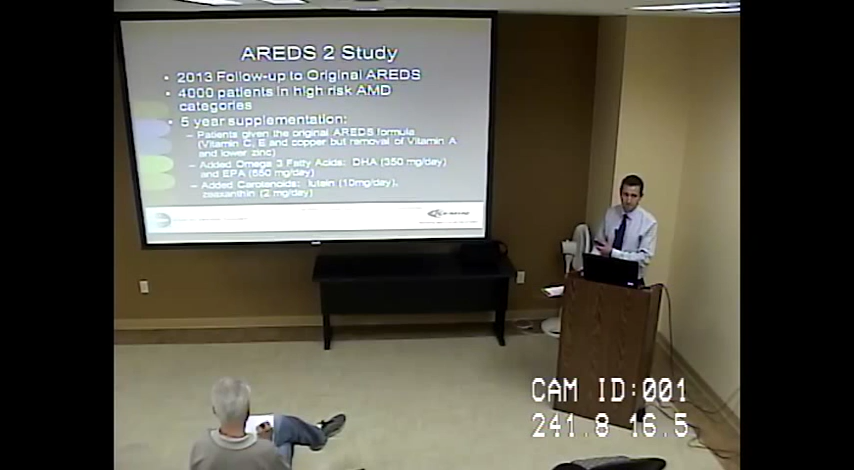 AREDS 2 Study
• 2013 Follow-up to Original AREDS
• 4000 patients in high risk AMD
categories
• 5 year supplementation:
– Patients given the original AREDS formula
(Vitamin C, E and copper but removal of Vitamin A
and lower zinc)
– Added Omega 3 Fatty Acids: DHA (350 mg/day)
and EPA (650 mg/day)
– Added Carotenoids: lutein (10mg/day),
zeaxanthin (2 mg/day)
CAM ID:001
241.8 16.5